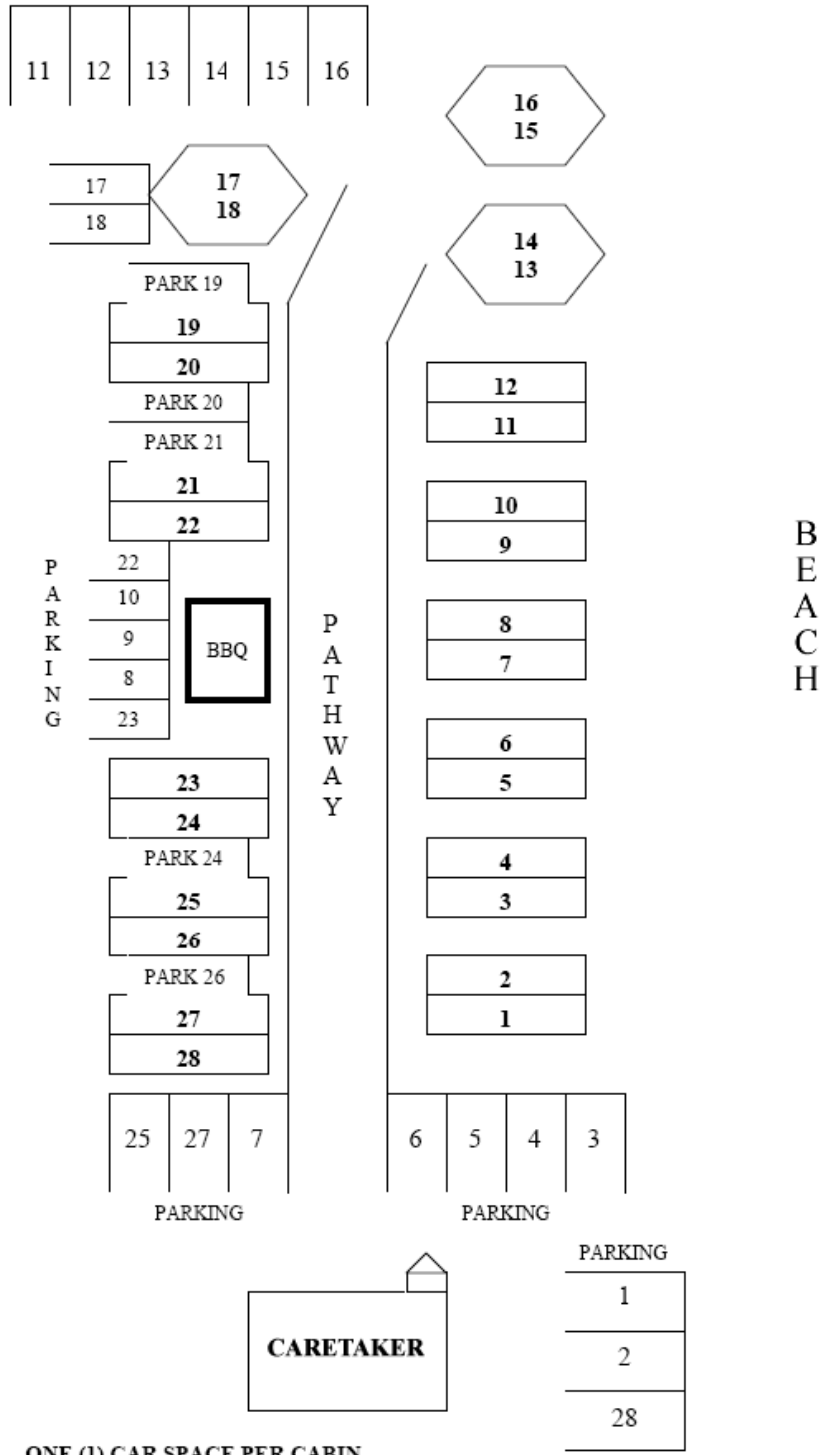 11 12 13 14 15 16
16
15
17
18
17
18
14
13
PARK 19
19
20
PARK 20
PARK 21
21
22
12
11
10
9
8
7
6
5
4
3
2
1
PARKING
22
10
9
8
23
BBQ
PATHWAY
BEACH
23
24
PARK 24
25
26
PARK 26
27
28
25 27 7
PARKING
6 5 4 3
PARKING
PARKING
1
2
28
CARETAKER
ONE (1) CAR SPACE PER CABIN